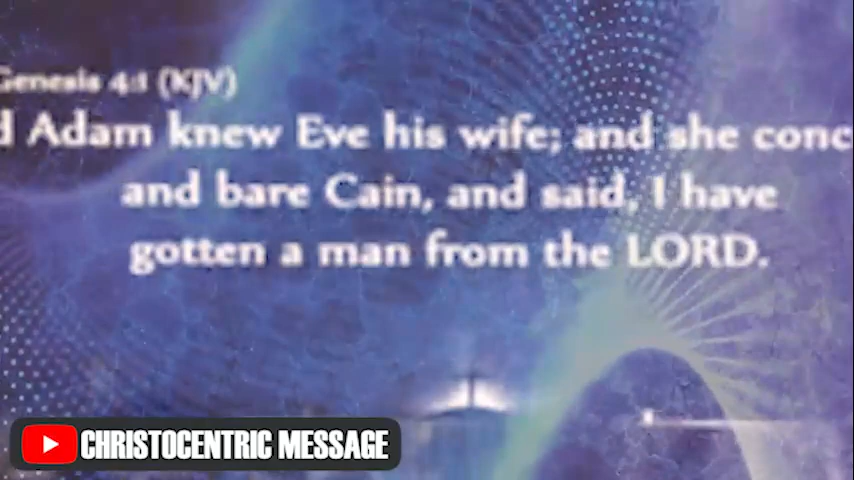 Genesis 4:1 (KJV)
d Adam knew Eve his wife; and she conc
and bare Cain, and said, I have
gotten a man from the LORD.
CHRISTOCENTRIC MESSAGE